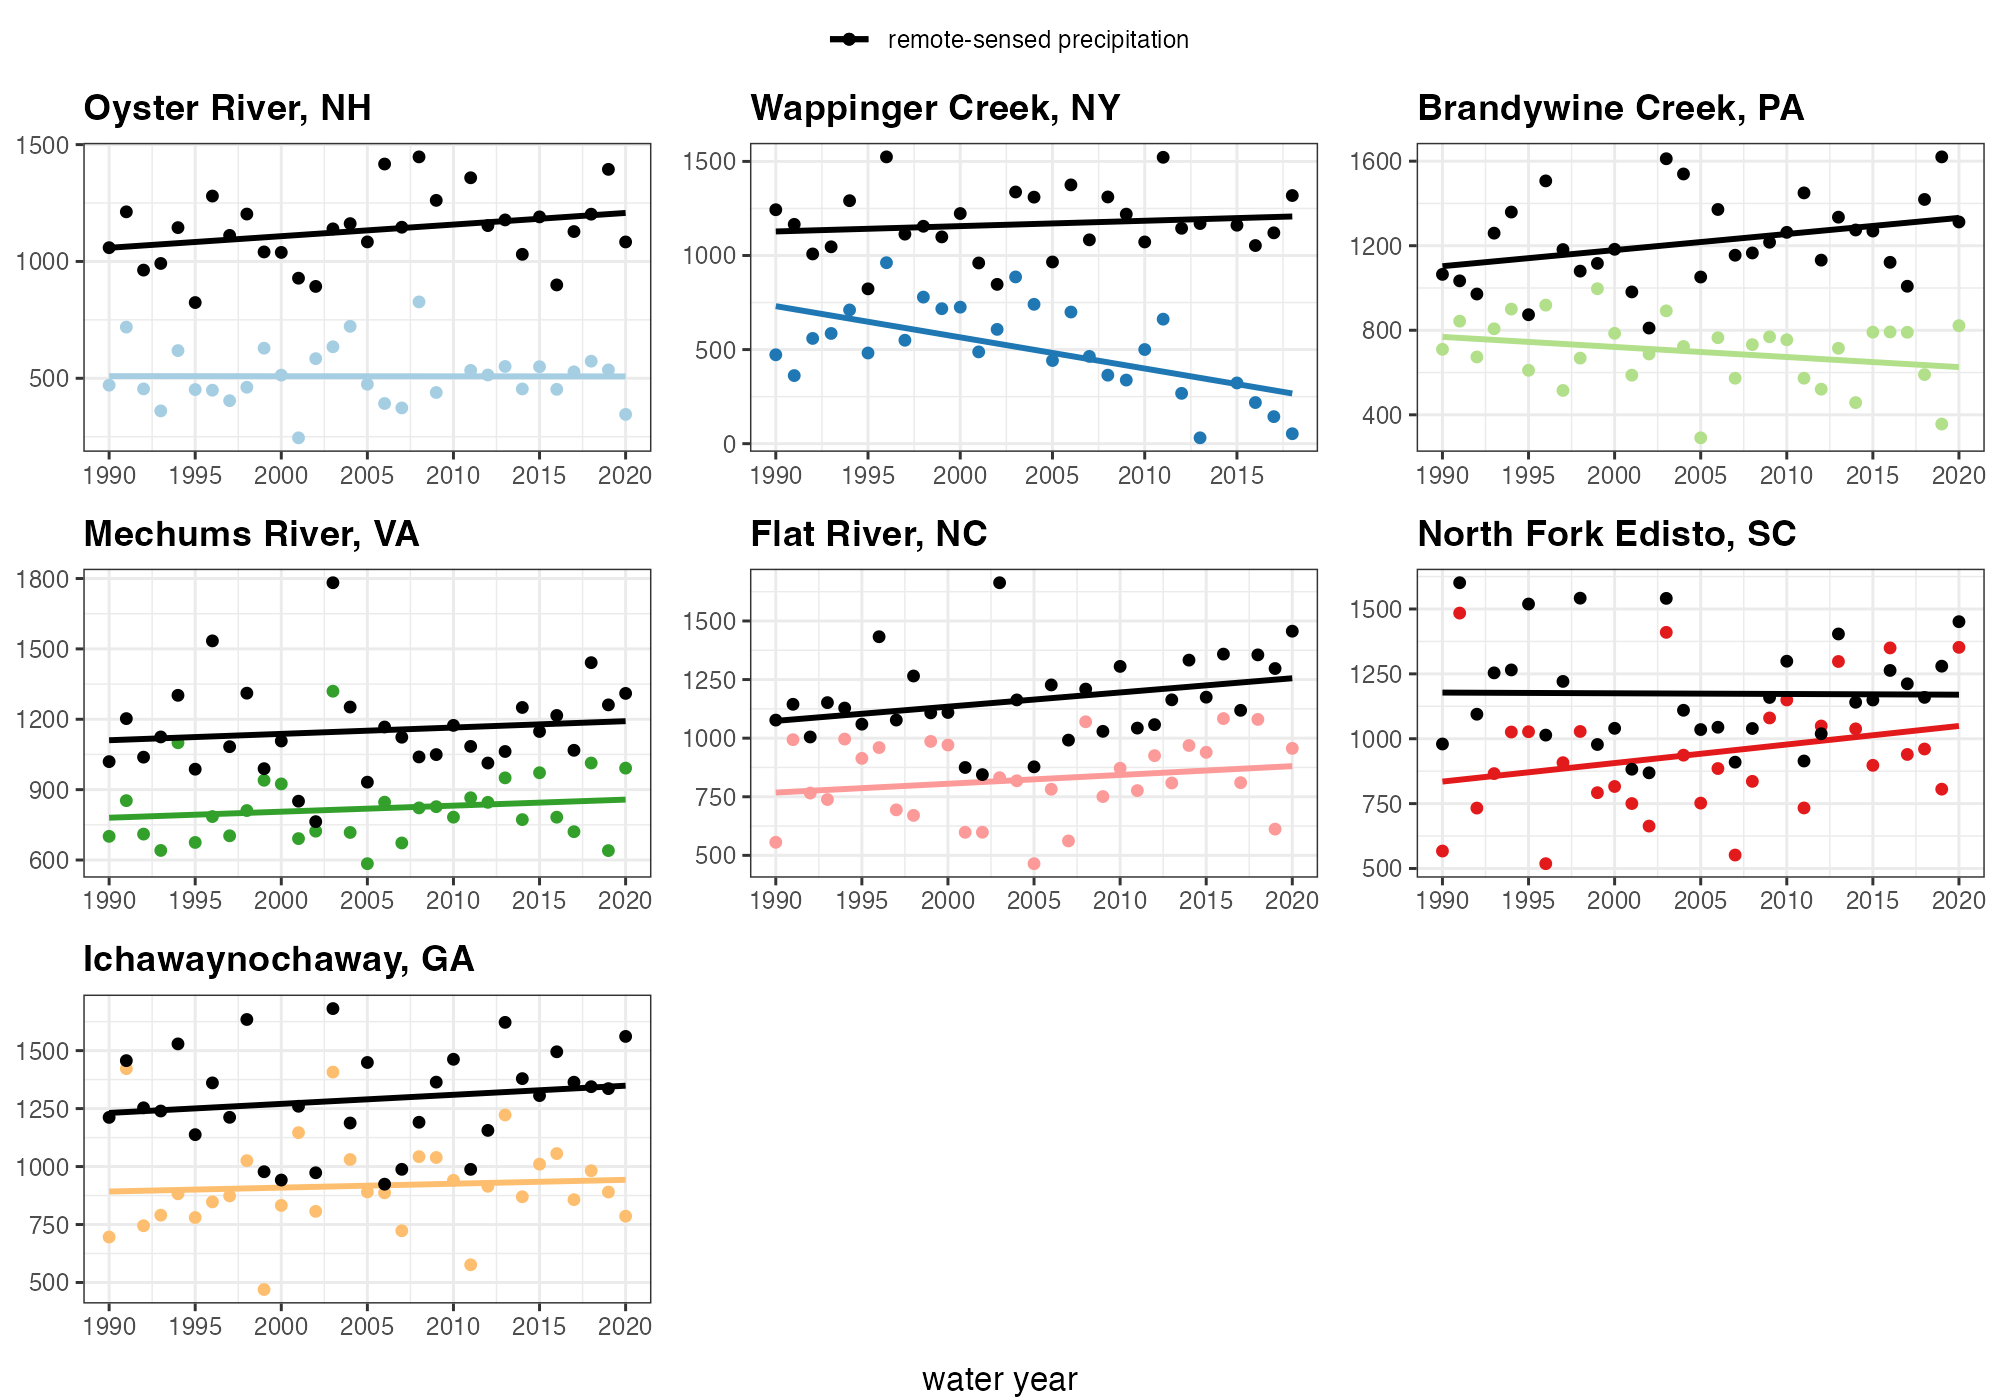 remote-sensed precipitation
Oyster River, NH
Wappinger Creek, NY
Brandywine Creek, PA
1500
1000
500
1990 1995 2000 2005 2010 2015 2020
1500
1000
500
0
1990 1995 2000 2005 2010 2015
1600
1200
800
400
1990 1995 2000 2005 2010 2015 2020
Mechums River, VA
Flat River, NC
North Fork Edisto, SC
1800
1500
1200
900
600
1990 1995 2000 2005 2010 2015 2020
1500
1250
1000
750
500
1990 1995 2000 2005 2010 2015 2020
1500
1250
1000
750
500
1990 1995 2000 2005 2010 2015 2020
Ichawaynochaway, GA
1500
1250
1000
750
500
1990 1995 2000 2005 2010 2015 2020
water year